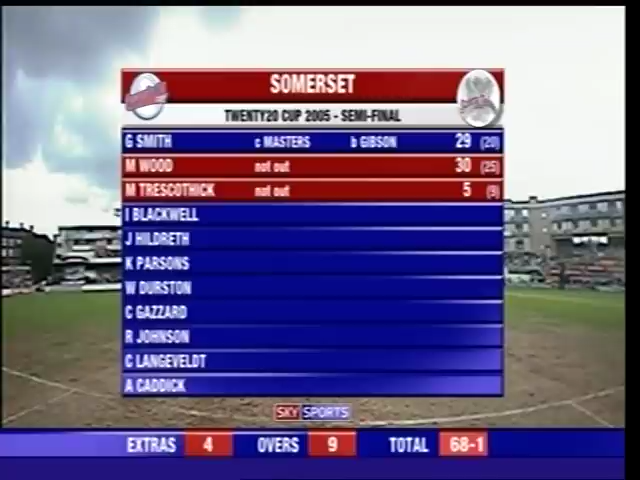 SOMERSET
TWENTY20 CUP 2005 - SEMI-FINAL
G SMITH c MASTERS b GIBSON 29 (20)
M WOOD not out 30 (25)
M TRESCOTHICK not out 5 (9)
I BLACKWELL
J HILDRETH
K PARSONS
W DURSTON
C GAZZARD
R JOHNSON
C LANGEVELDT
A CADDICK
SKY SPORTS
EXTRAS 4 OVERS 9 TOTAL 68-1